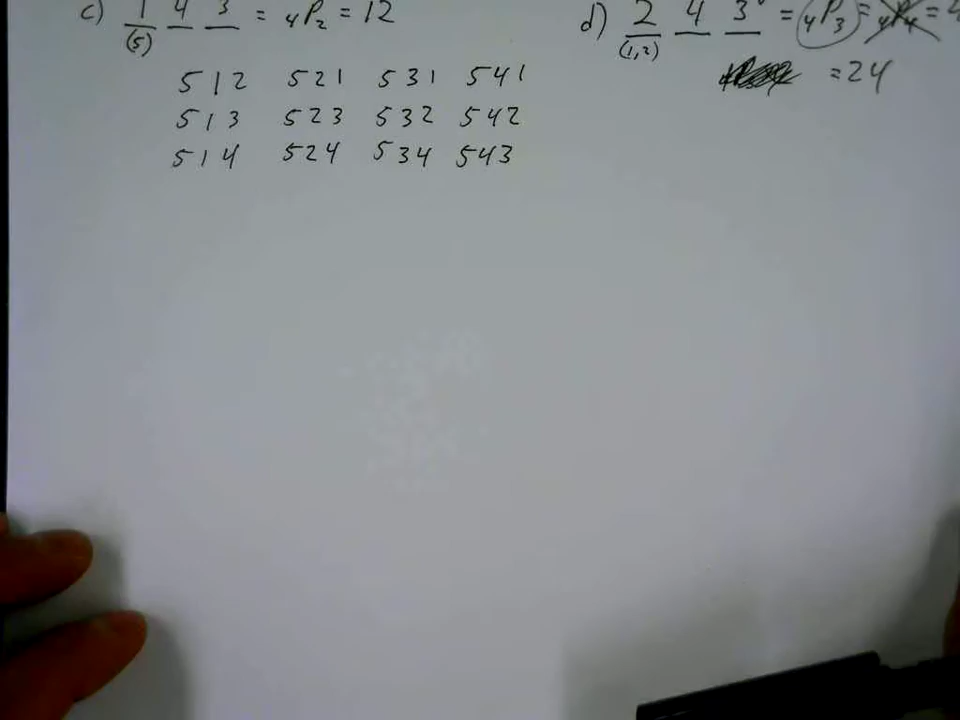 c) 1 4 3 = ₄P₂ = 12
(5)
512 521 531 541
513 523 532 542
514 524 534 543
d) 2 4 3 = ₄P₃ = ₄P₄ =
(1,2)
= 24